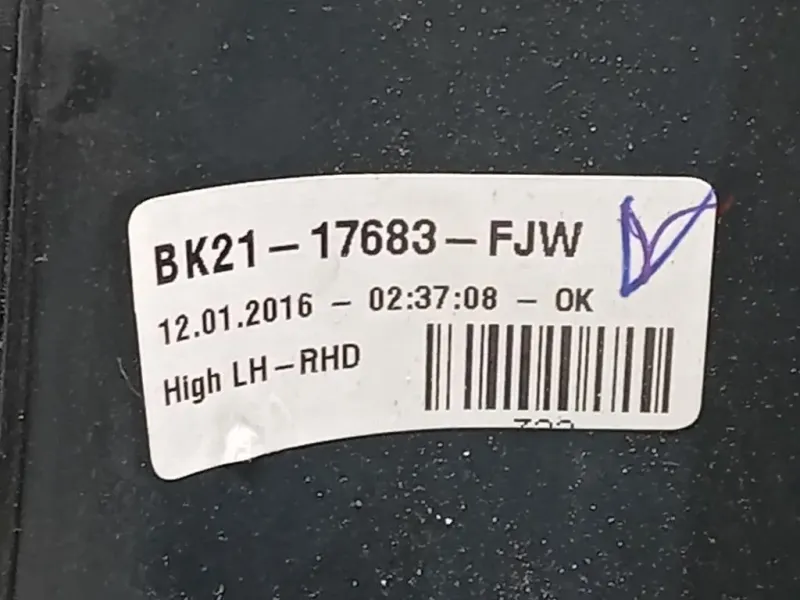 BK21-17683-FJW
12.01.2016 - 02:37:08 - OK
High LH-RHD